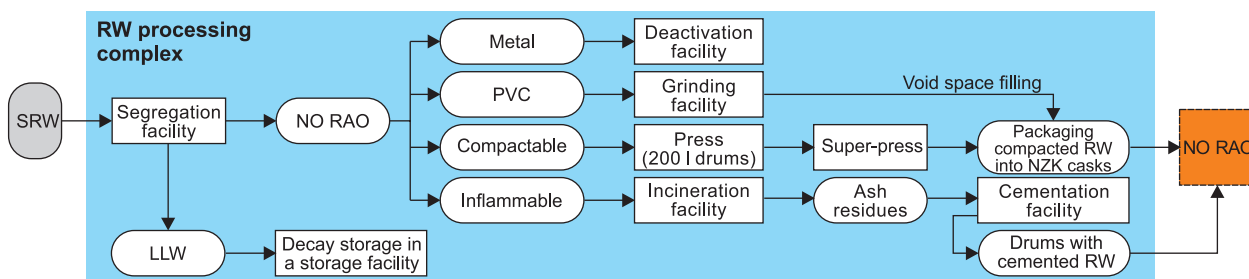 RW processing
complex
SRW
Segregation
facility
NO RAO
Metal
Deactivation
facility
PVC
Grinding
facility
Void space filling
Compactable
Press
(200 l drums)
Super-press
Packaging
compacted RW
into NZK casks
NO RAO
Inflammable
Incineration
facility
Ash
residues
Cementation
facility
LLW
Decay storage in
a storage facility
Drums with
cemented RW